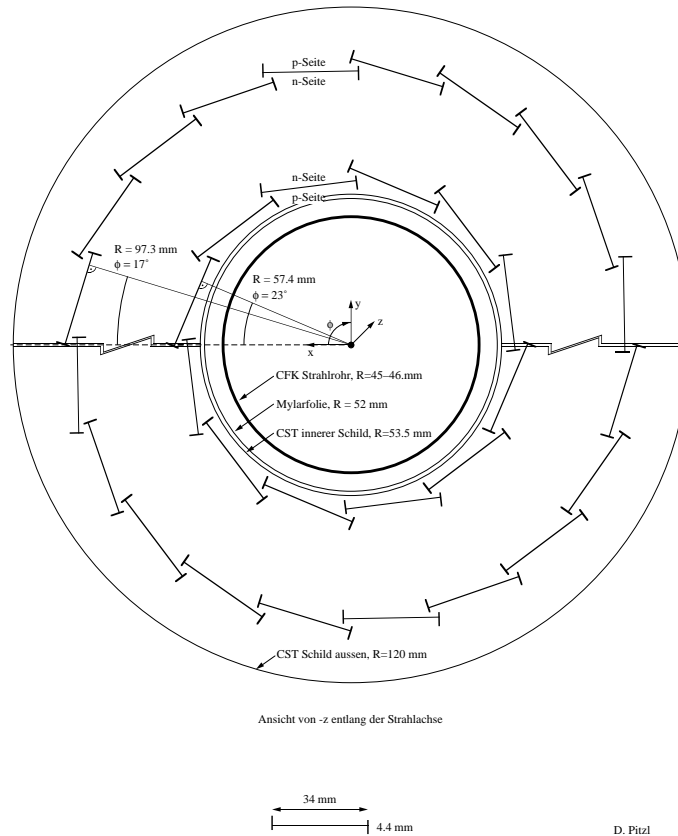 p-Seite
n-Seite
n-Seite
p-Seite
R = 97.3 mm
ϕ = 17°
R = 57.4 mm
ϕ = 23°
y
ϕ
z
x
CFK Strahlrohr, R=45–46.mm
Mylarfolie, R = 52 mm
CST innerer Schild, R=53.5 mm
CST Schild aussen, R=120 mm
Ansicht von -z entlang der Strahlachse
34 mm
4.4 mm
D. Pitzl